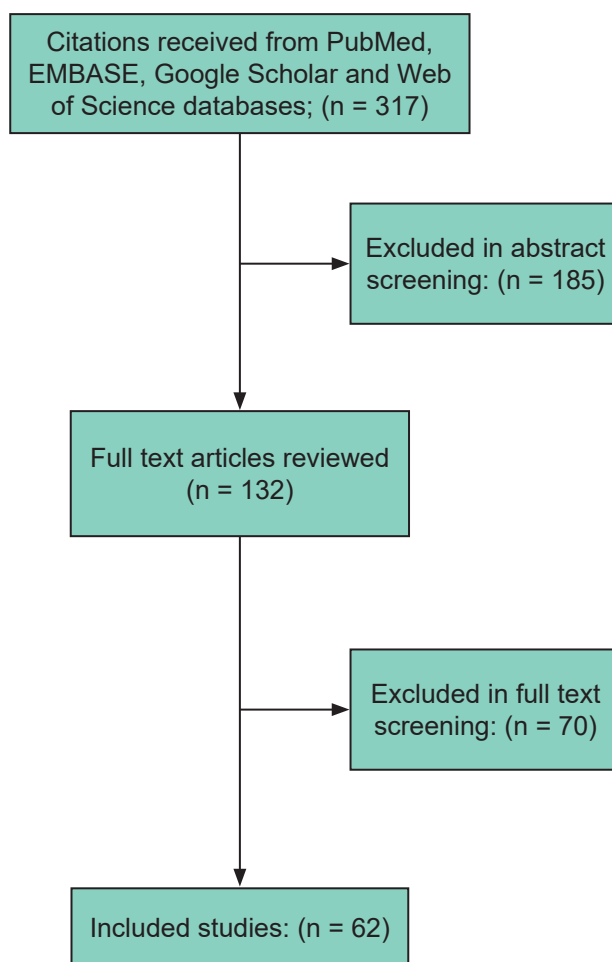 Citations received from PubMed,
EMBASE, Google Scholar and Web
of Science databases; (n = 317)
Excluded in abstract
screening: (n = 185)
Full text articles reviewed
(n = 132)
Excluded in full text
screening: (n = 70)
Included studies: (n = 62)